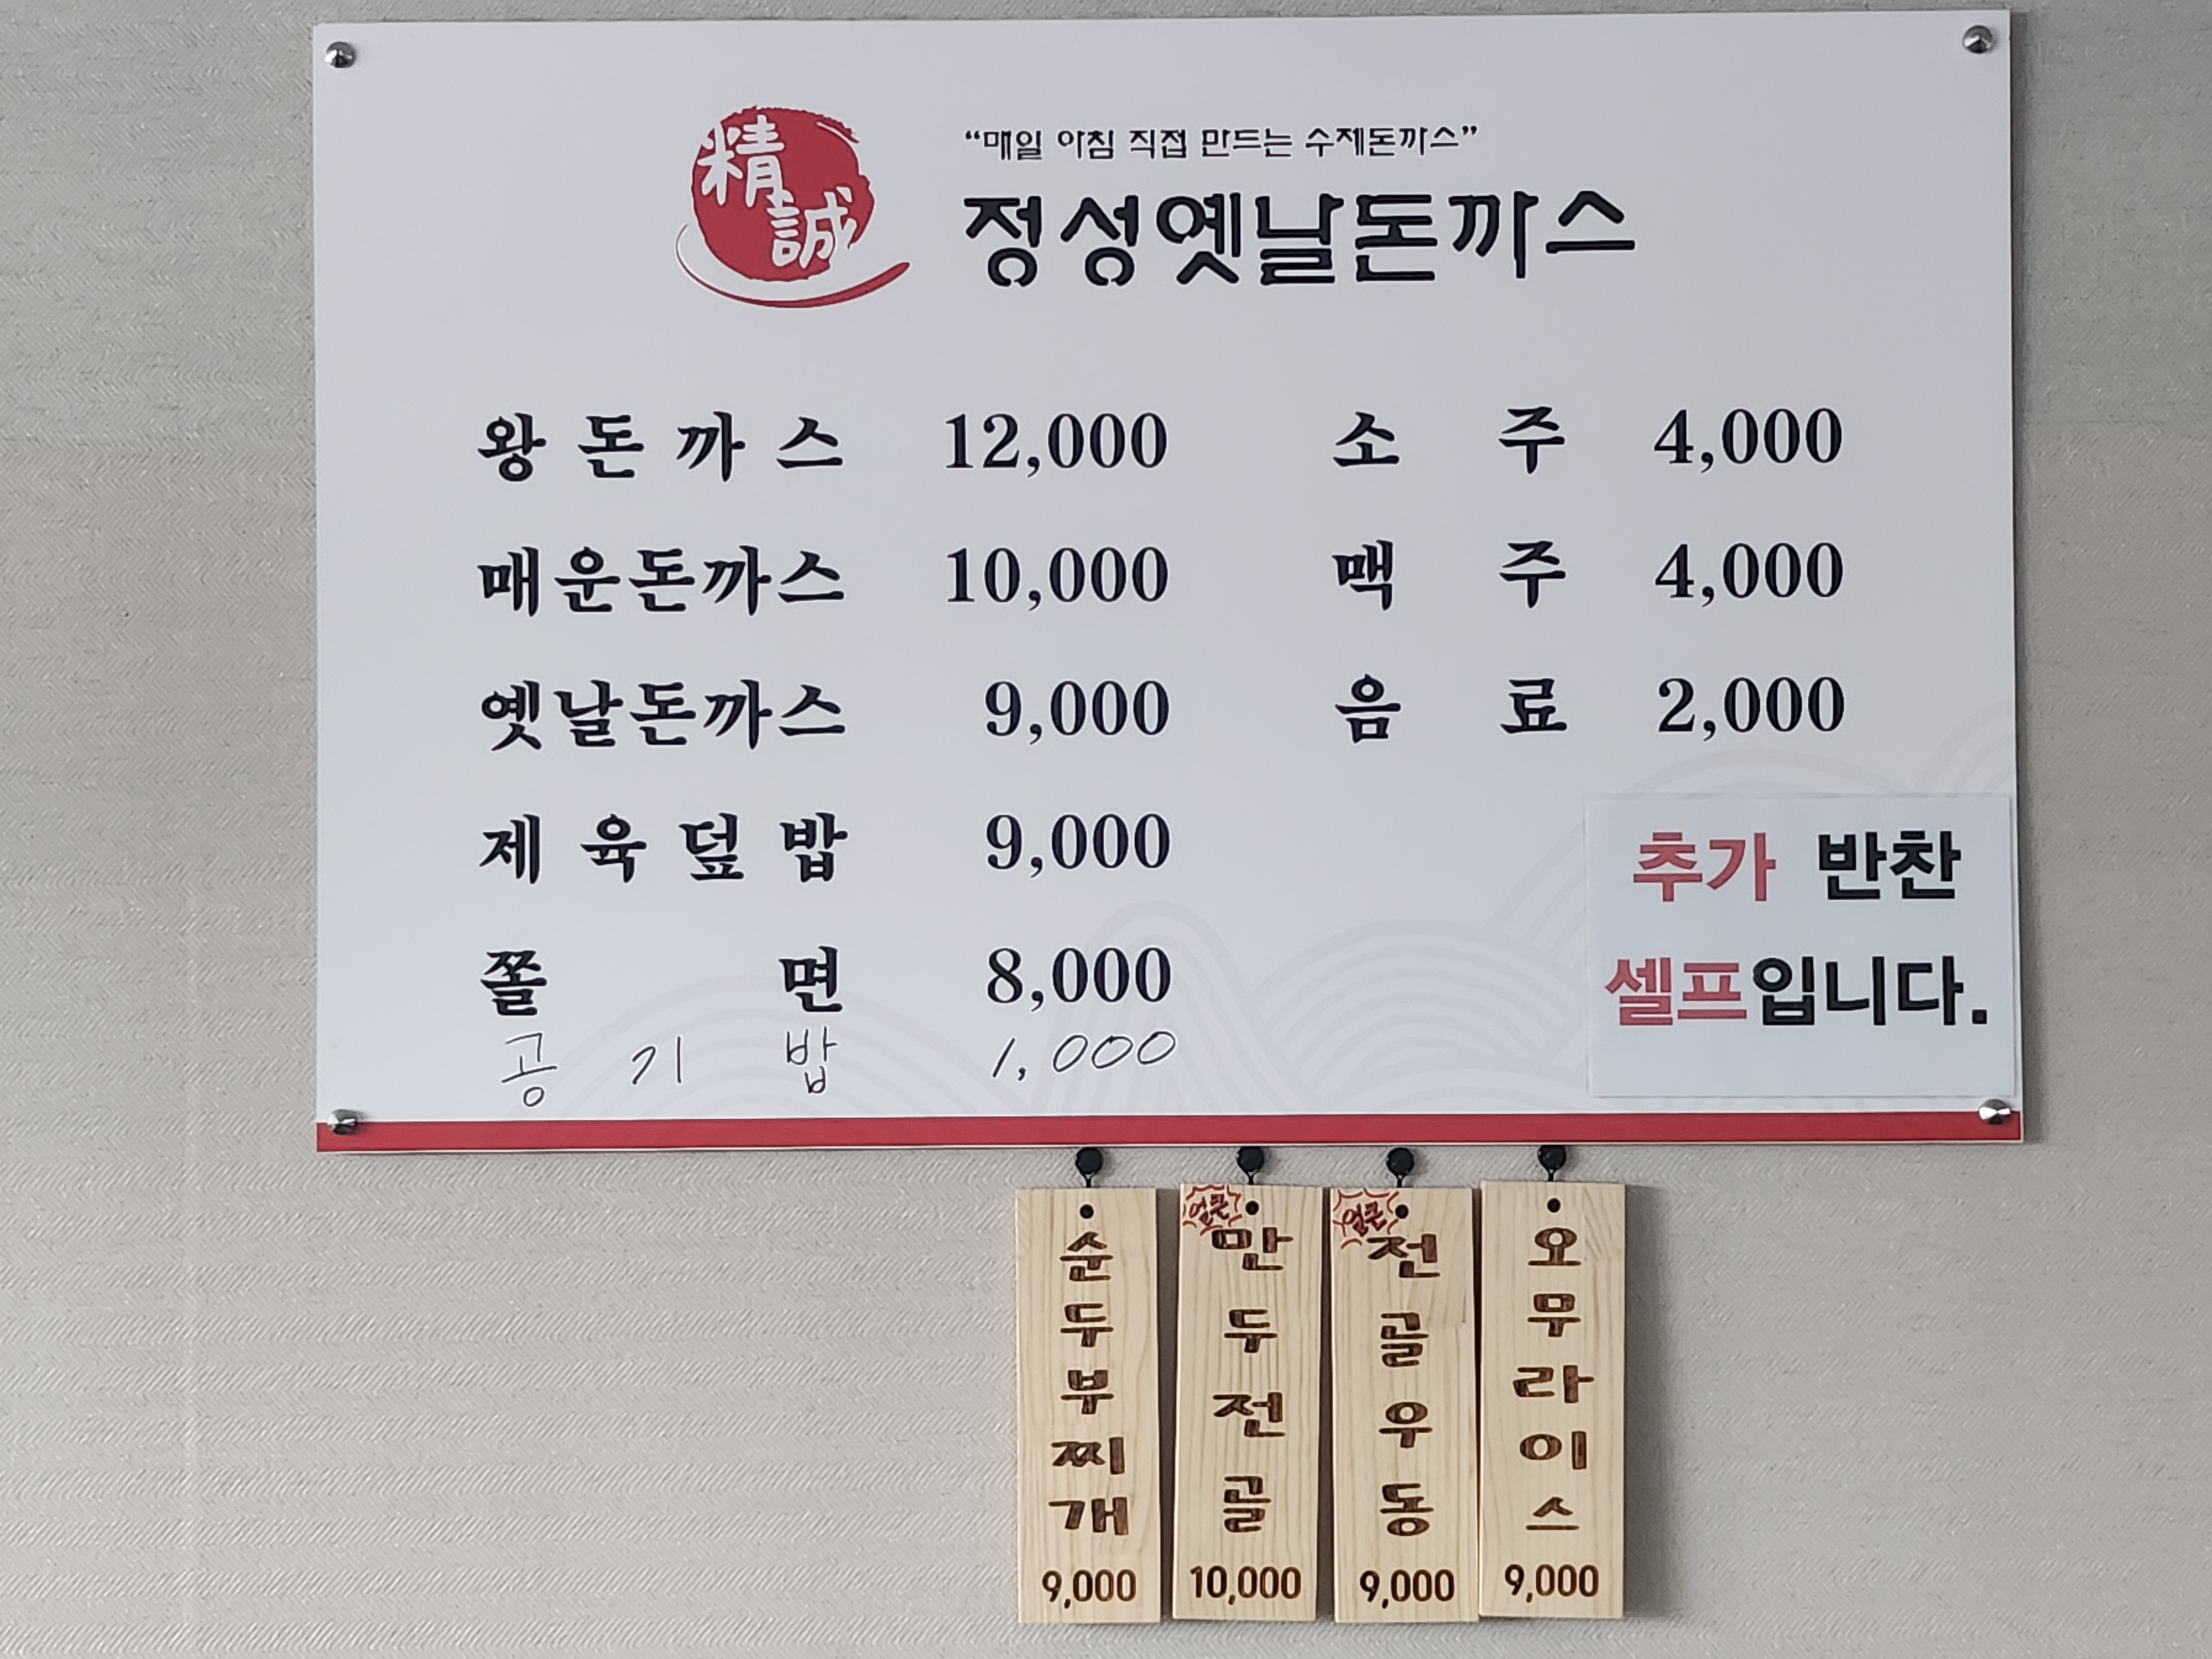 精
誠
“매일 아침 직접 만드는 수제돈까스”
정성옛날돈까스
왕돈까스 12,000
매운돈까스 10,000
옛날돈까스 9,000
제육덮밥 9,000
쫄면 8,000
공기밥 1,000
소주 4,000
맥주 4,000
음료 2,000
추가 반찬
셀프입니다.
순두부찌개
9,000
얼큰
만두전골
10,000
얼큰
전골우동
9,000
오무라이스
9,000